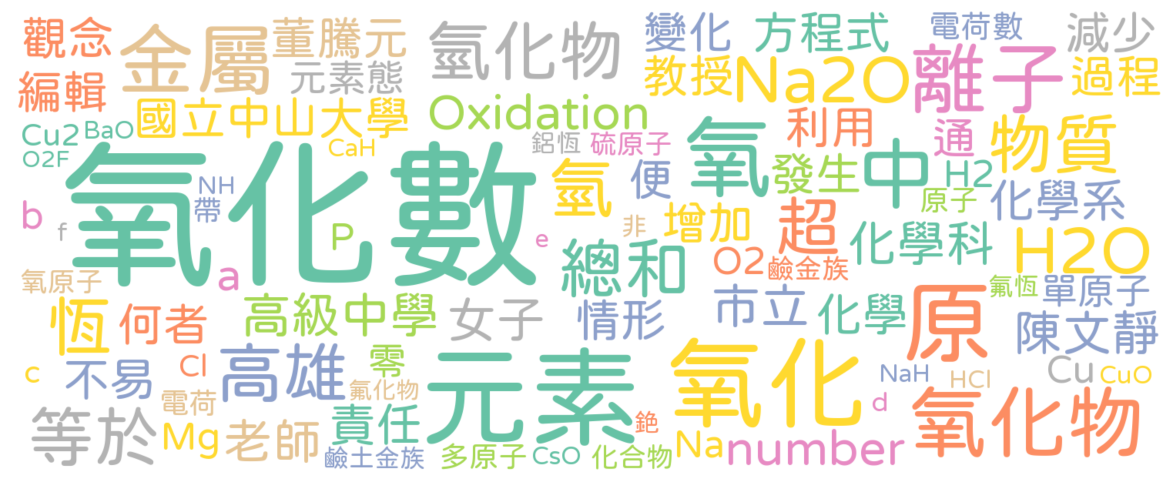 觀念 金屬 董騰元 氫化物 變化 方程式 電荷數 減少
編輯 元素態 教授 Na2O 離子 過程
國立中山大學 Oxidation
Cu2 BaO CaH 鋁恆 硫原子 氧 利用 通 物質
O2F 氧化數 氫 便 發生 中 H2
NH 帶 原子 化學系
b f P e 非 增加 超 化學科 H2O
a 總和 O2 鹼金族
氧原子 氟恆 單原子
恆 何者 高級中學 女子 情形 市立 化學 原 陳文靜
c 不易 Cl 高雄 零 元素 氧化 NaH HCl Cu CuO
電荷 氟化物 d 氧化物
等於 Mg 老師 責任 銫 Na number
鹼土金族 多原子 CsO 化合物